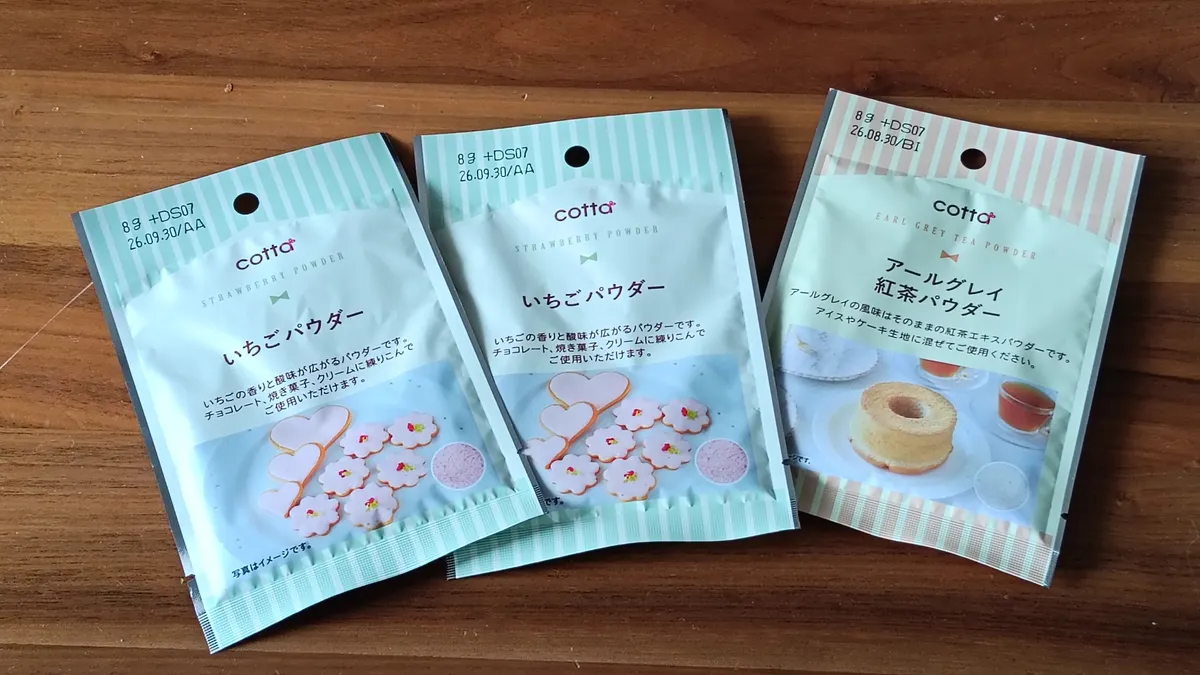 8g +DS07
26.09.30/AA
cotta
STRAWBERRY POWDER
いちごパウダー
いちごの香りと酸味が広がるパウダーです。
チョコレート、焼き菓子、クリームに練りこんで
ご使用いただけます。
写真はイメージです。
8g +DS07
26.09.30/AA
cotta
STRAWBERRY POWDER
いちごパウダー
いちごの香りと酸味が広がるパウダーです。
チョコレート、焼き菓子、クリームに練りこんで
ご使用いただけます。
です。
8g +DS07
26.08.30/BI
cotta
EARL GREY TEA POWDER
アールグレイ
紅茶パウダー
アールグレイの風味はそのままの紅茶エキスパウダーです。
アイスやケーキ生地に混ぜてご使用ください。
ージです。